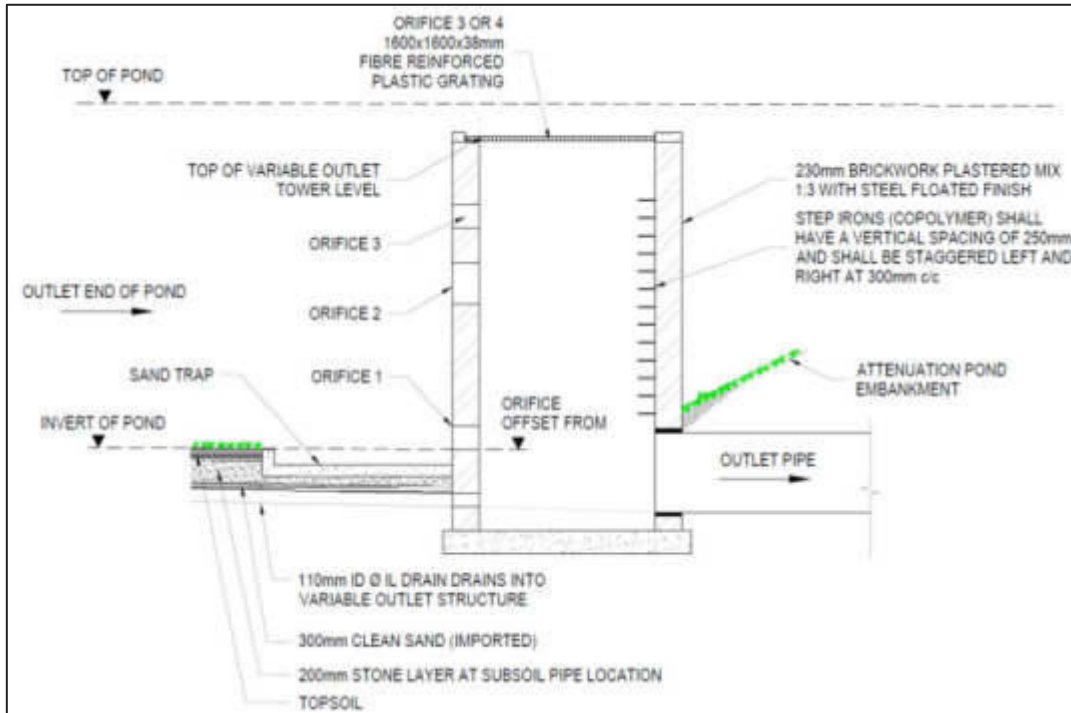 ORIFICE 3 OR 4
1600x1600x38mm
FIBRE REINFORCED
PLASTIC GRATING
TOP OF POND
TOP OF VARIABLE OUTLET
TOWER LEVEL
230mm BRICKWORK PLASTERED MIX
1:3 WITH STEEL FLOATED FINISH
ORIFICE 3
STEP IRONS (COPOLYMER) SHALL
HAVE A VERTICAL SPACING OF 250mm
AND SHALL BE STAGGERED LEFT AND
RIGHT AT 300mm c/c
OUTLET END OF POND
ORIFICE 2
SAND TRAP
ORIFICE 1
ATTENUATION POND
EMBANKMENT
INVERT OF POND
ORIFICE
OFFSET FROM
OUTLET PIPE
110mm ID Ø IL DRAIN DRAINS INTO
VARIABLE OUTLET STRUCTURE
300mm CLEAN SAND (IMPORTED)
200mm STONE LAYER AT SUBSOIL PIPE LOCATION
TOPSOIL